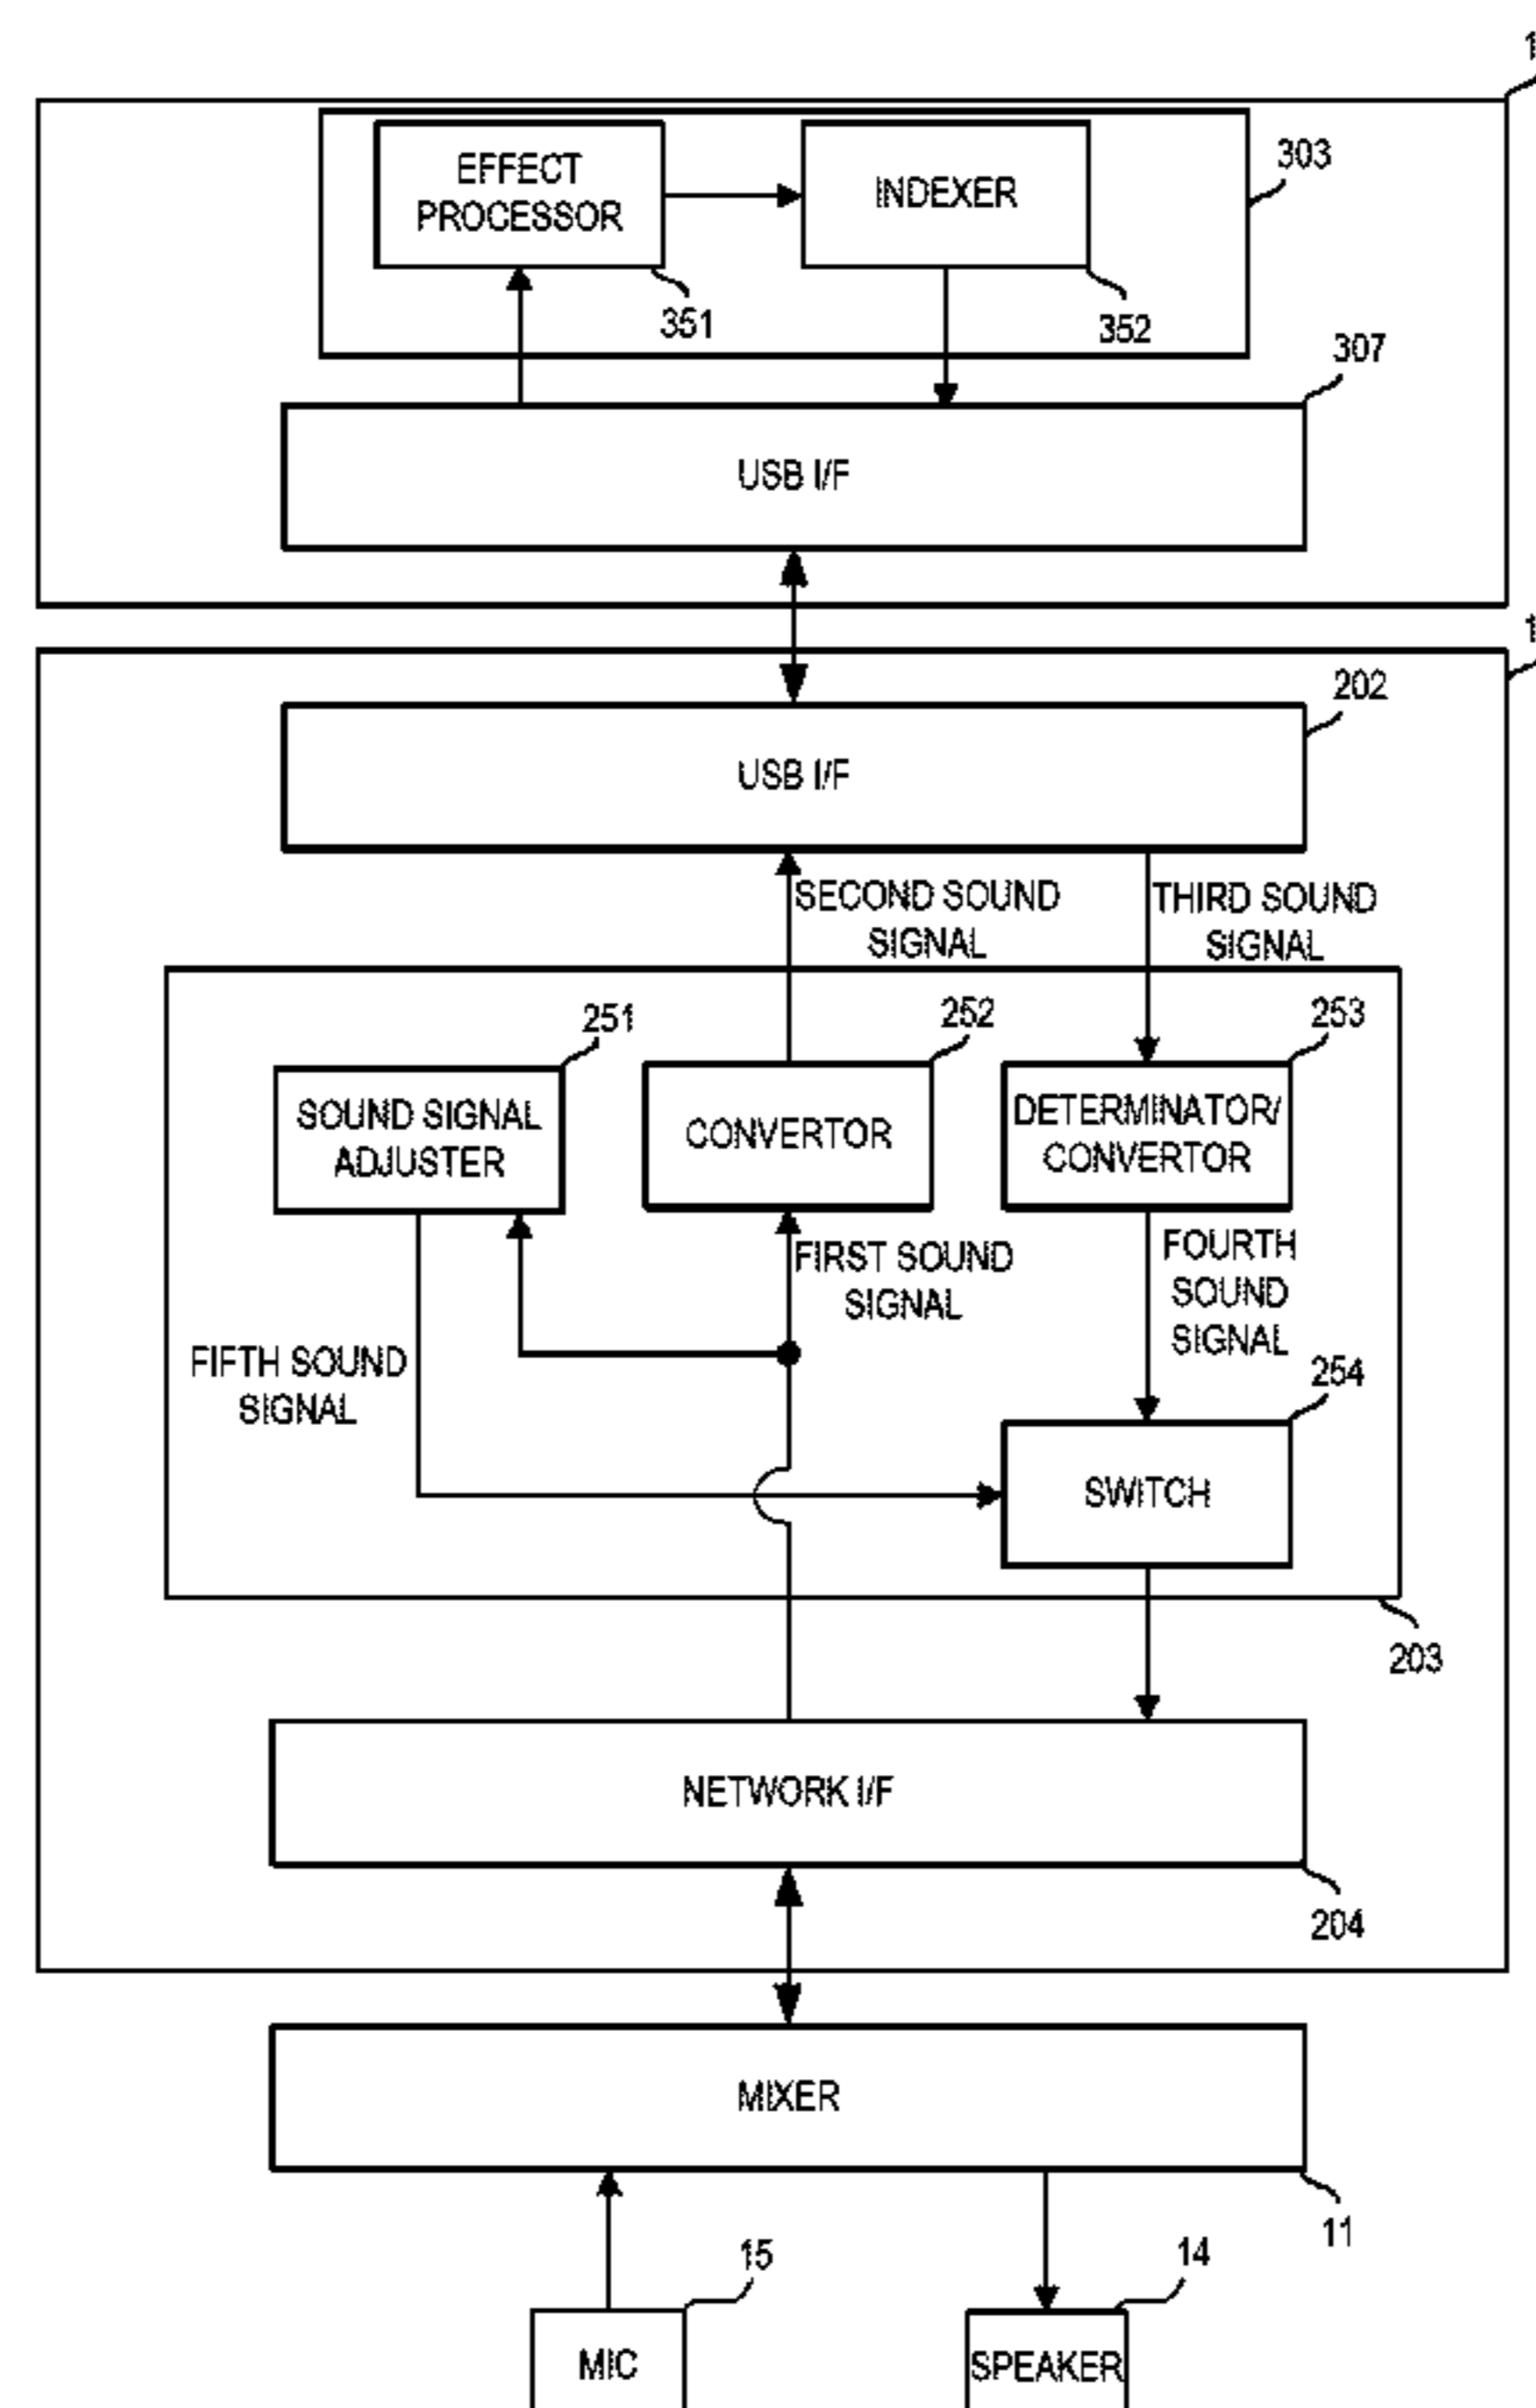 EFFECT
PROCESSOR
INDEXER
303
351
352
307
USB I/F
202
USB I/F
SECOND SOUND
SIGNAL
THIRD SOUND
SIGNAL
251
252
253
SOUND SIGNAL
ADJUSTER
CONVERTOR
DETERMINATOR/
CONVERTOR
FIRST SOUND
SIGNAL
FOURTH
SOUND
SIGNAL
FIFTH SOUND
SIGNAL
254
SWITCH
203
NETWORK I/F
204
MIXER
11
15
14
MIC
SPEAKER